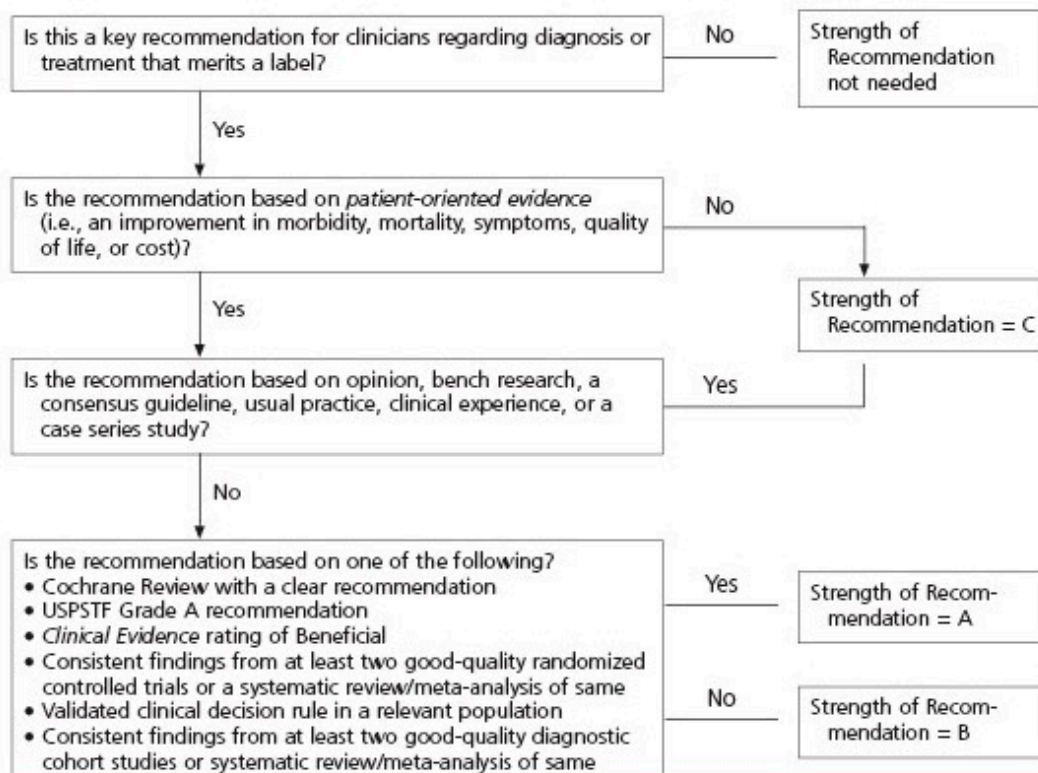 Is this a key recommendation for clinicians regarding diagnosis or
treatment that merits a label?
No
Strength of
Recommendation
not needed
Yes
Is the recommendation based on patient-oriented evidence
(i.e., an improvement in morbidity, mortality, symptoms, quality
of life, or cost)?
No
Strength of
Recommendation = C
Yes
Is the recommendation based on opinion, bench research, a
consensus guideline, usual practice, clinical experience, or a
case series study?
Yes
No
Is the recommendation based on one of the following?
• Cochrane Review with a clear recommendation
• USPSTF Grade A recommendation
• Clinical Evidence rating of Beneficial
• Consistent findings from at least two good-quality randomized
controlled trials or a systematic review/meta-analysis of same
• Validated clinical decision rule in a relevant population
• Consistent findings from at least two good-quality diagnostic
cohort studies or systematic review/meta-analysis of same
Yes
Strength of Recom-
mendation = A
No
Strength of Recom-
mendation = B